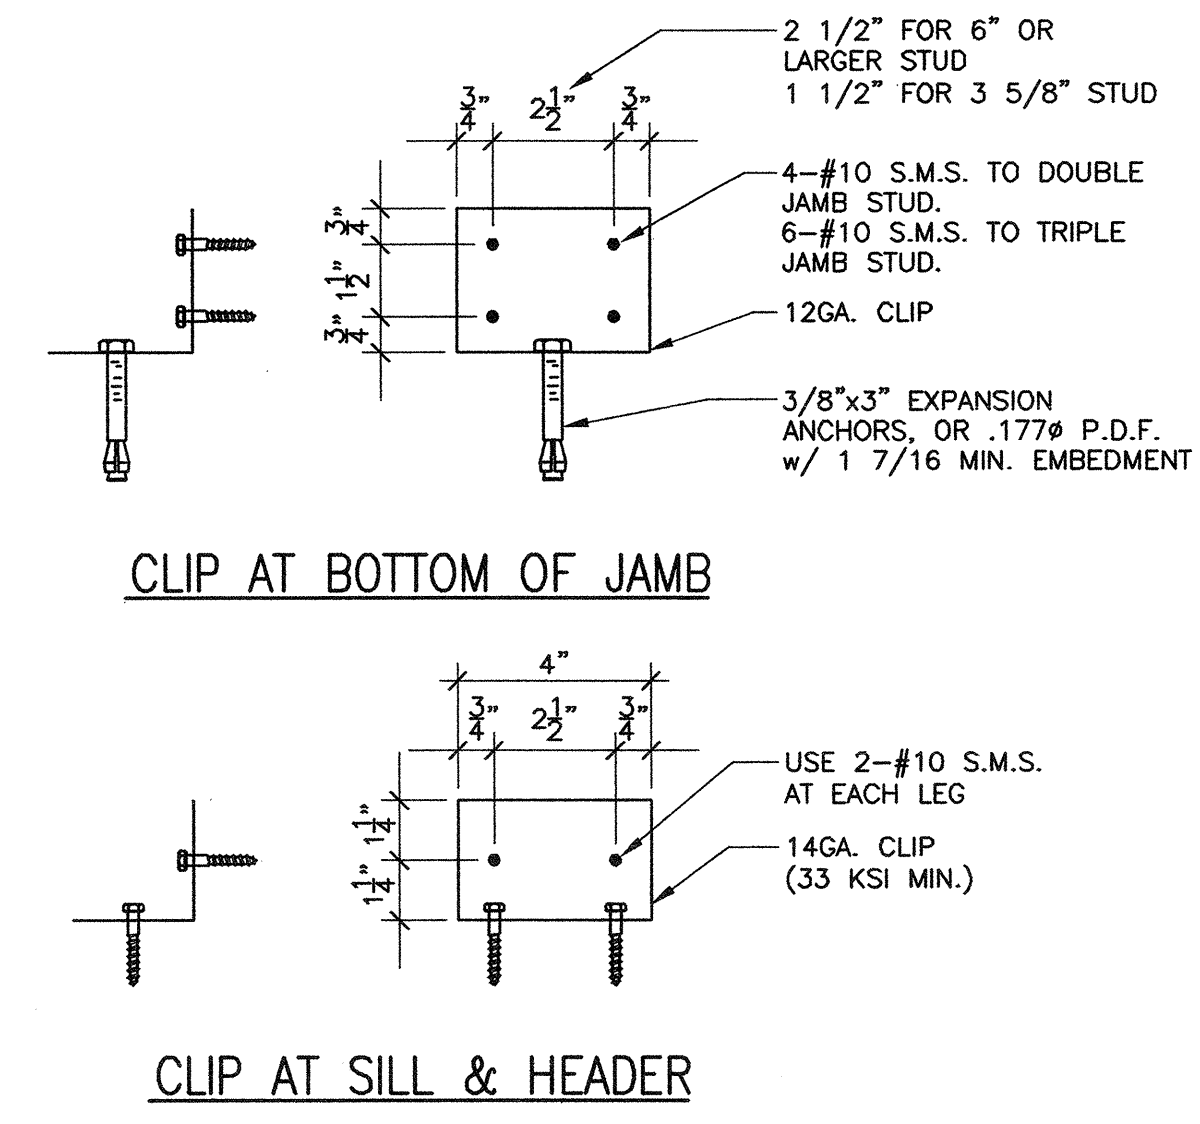 2 1/2" FOR 6" OR
LARGER STUD
1 1/2" FOR 3 5/8" STUD
3/4" 2 1/2" 3/4"
4-#10 S.M.S. TO DOUBLE
JAMB STUD.
6-#10 S.M.S. TO TRIPLE
JAMB STUD.
3/4"
1 1/2"
3/4"
12GA. CLIP
3/8"x3" EXPANSION
ANCHORS, OR .177ø P.D.F.
w/ 1 7/16 MIN. EMBEDMENT
CLIP AT BOTTOM OF JAMB
4"
3/4" 2 1/2" 3/4"
USE 2-#10 S.M.S.
AT EACH LEG
1 1/4"
1 1/4"
14GA. CLIP
(33 KSI MIN.)
CLIP AT SILL & HEADER